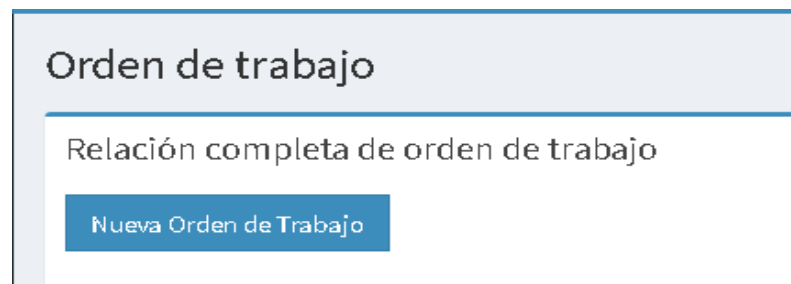 Orden de trabajo
Relación completa de orden de trabajo
Nueva Orden de Trabajo